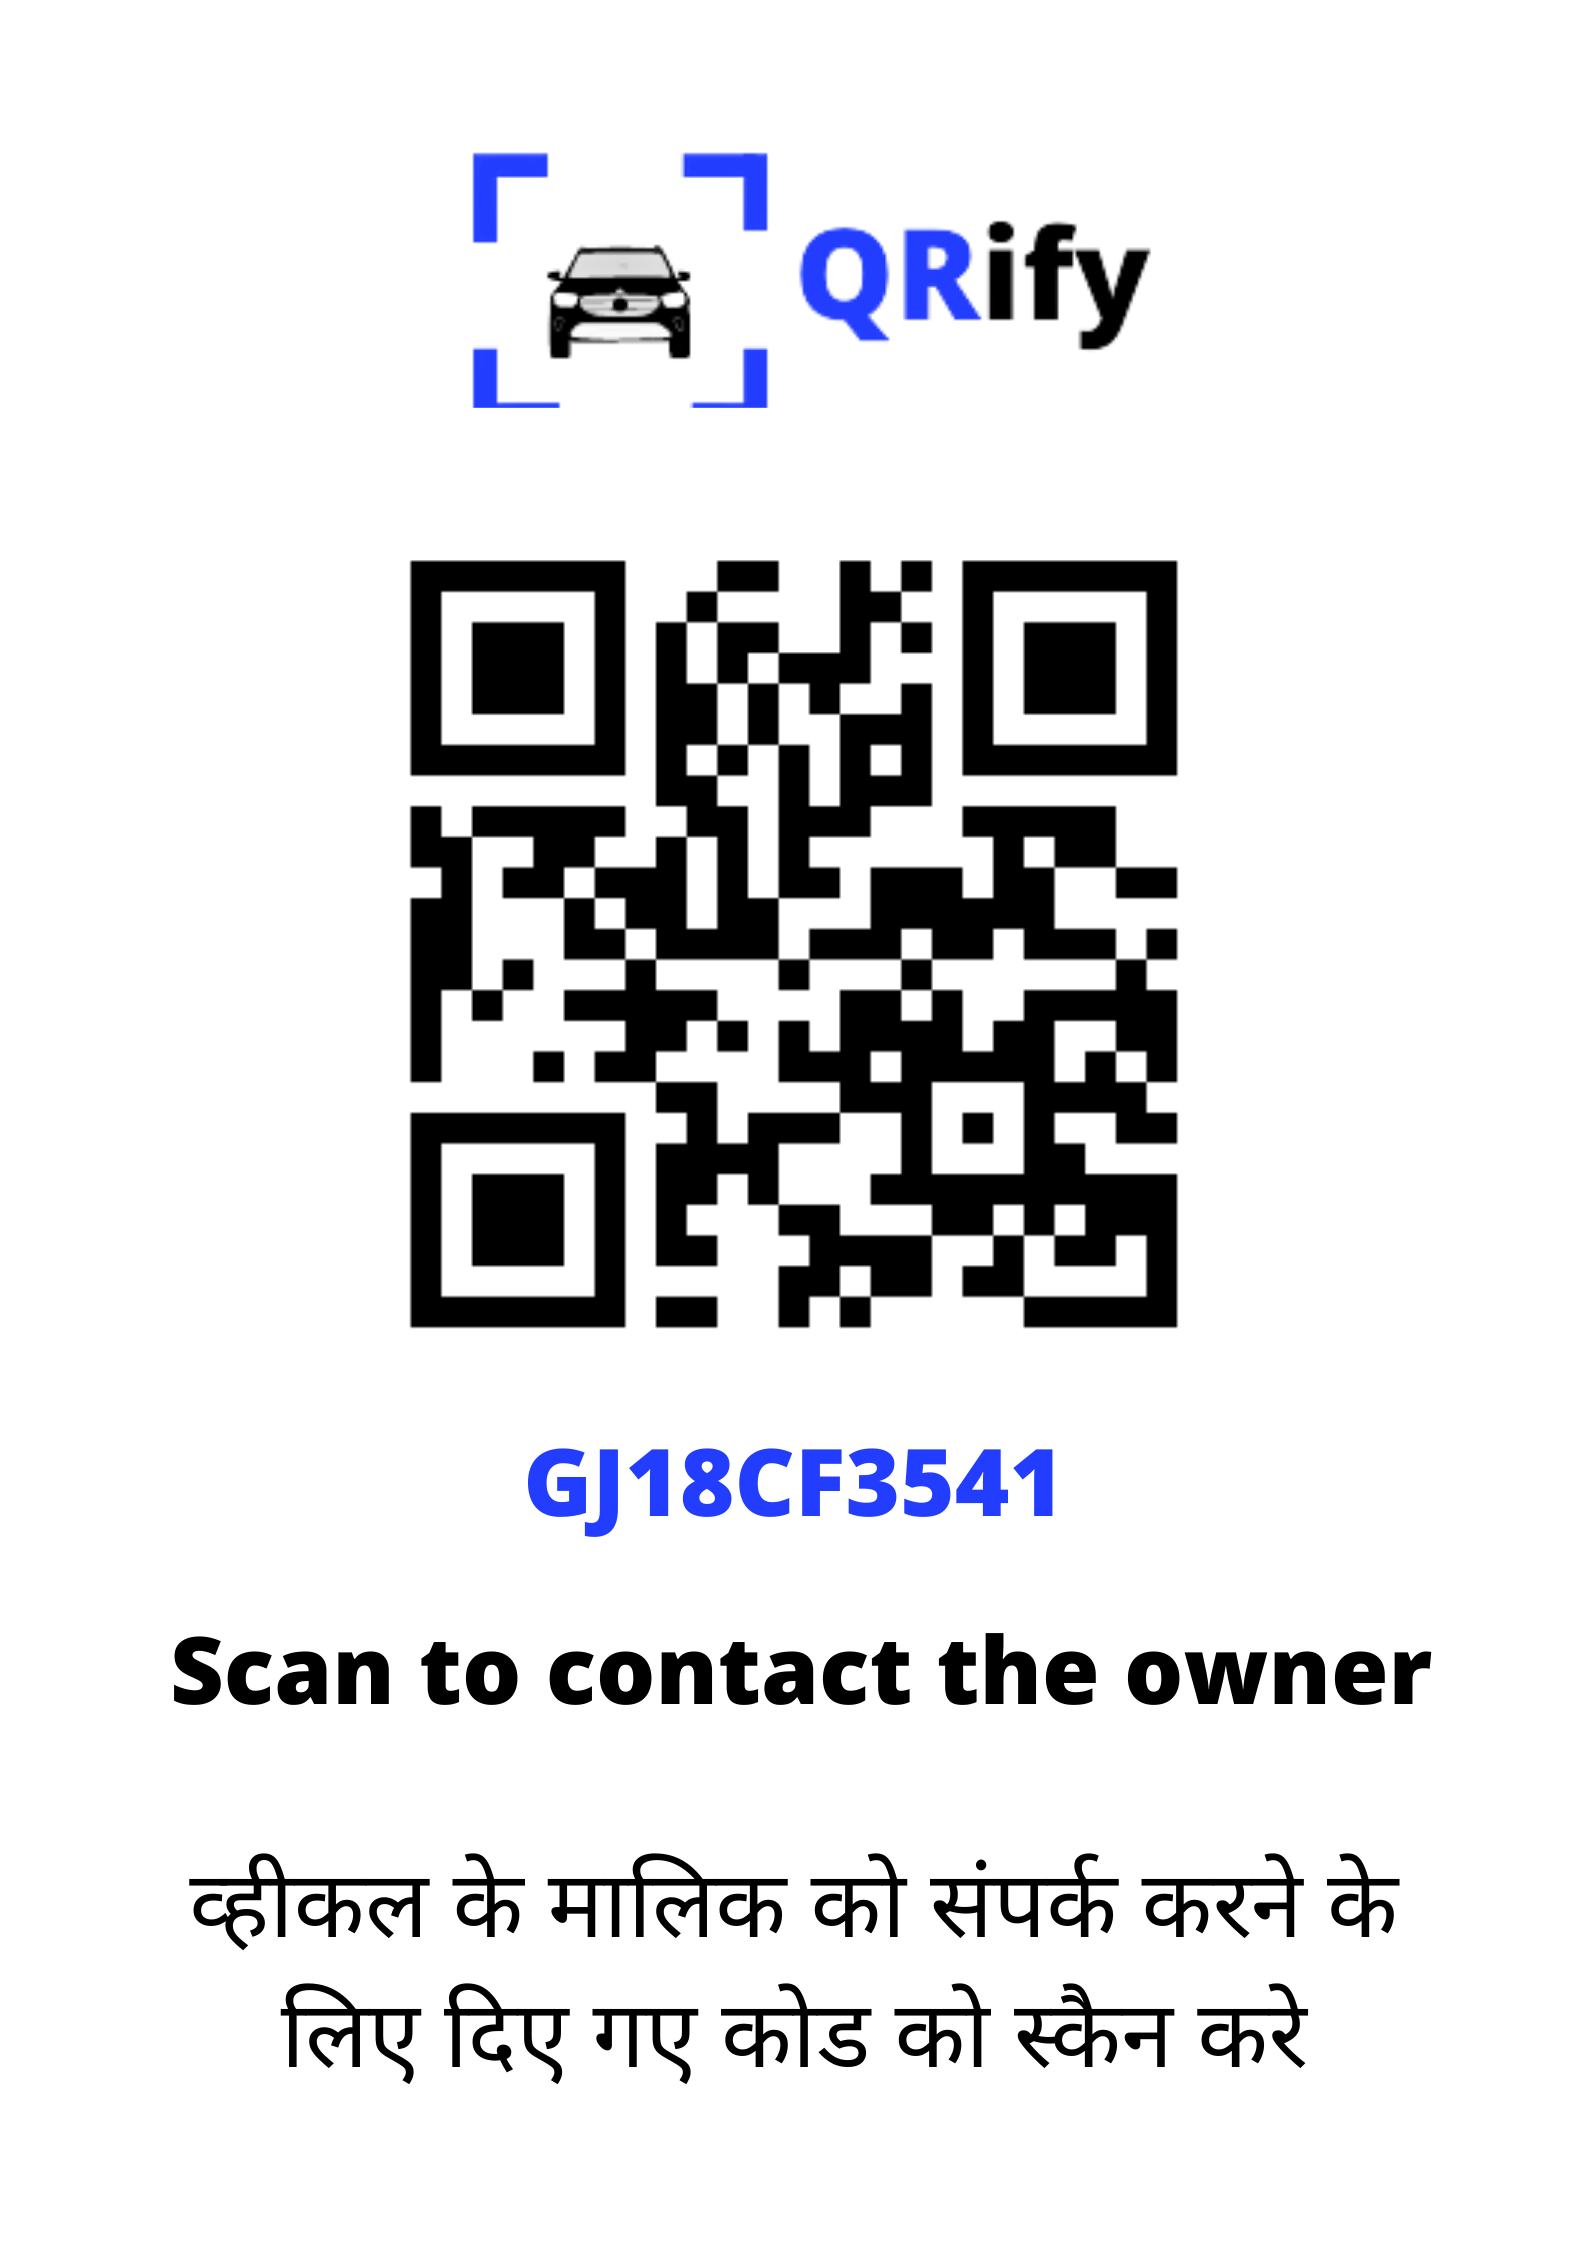 QRify
GJ18CF3541
Scan to contact the owner
व्हीकल के मालिक को संपर्क करने के
लिए दिए गए कोड को स्कैन करे